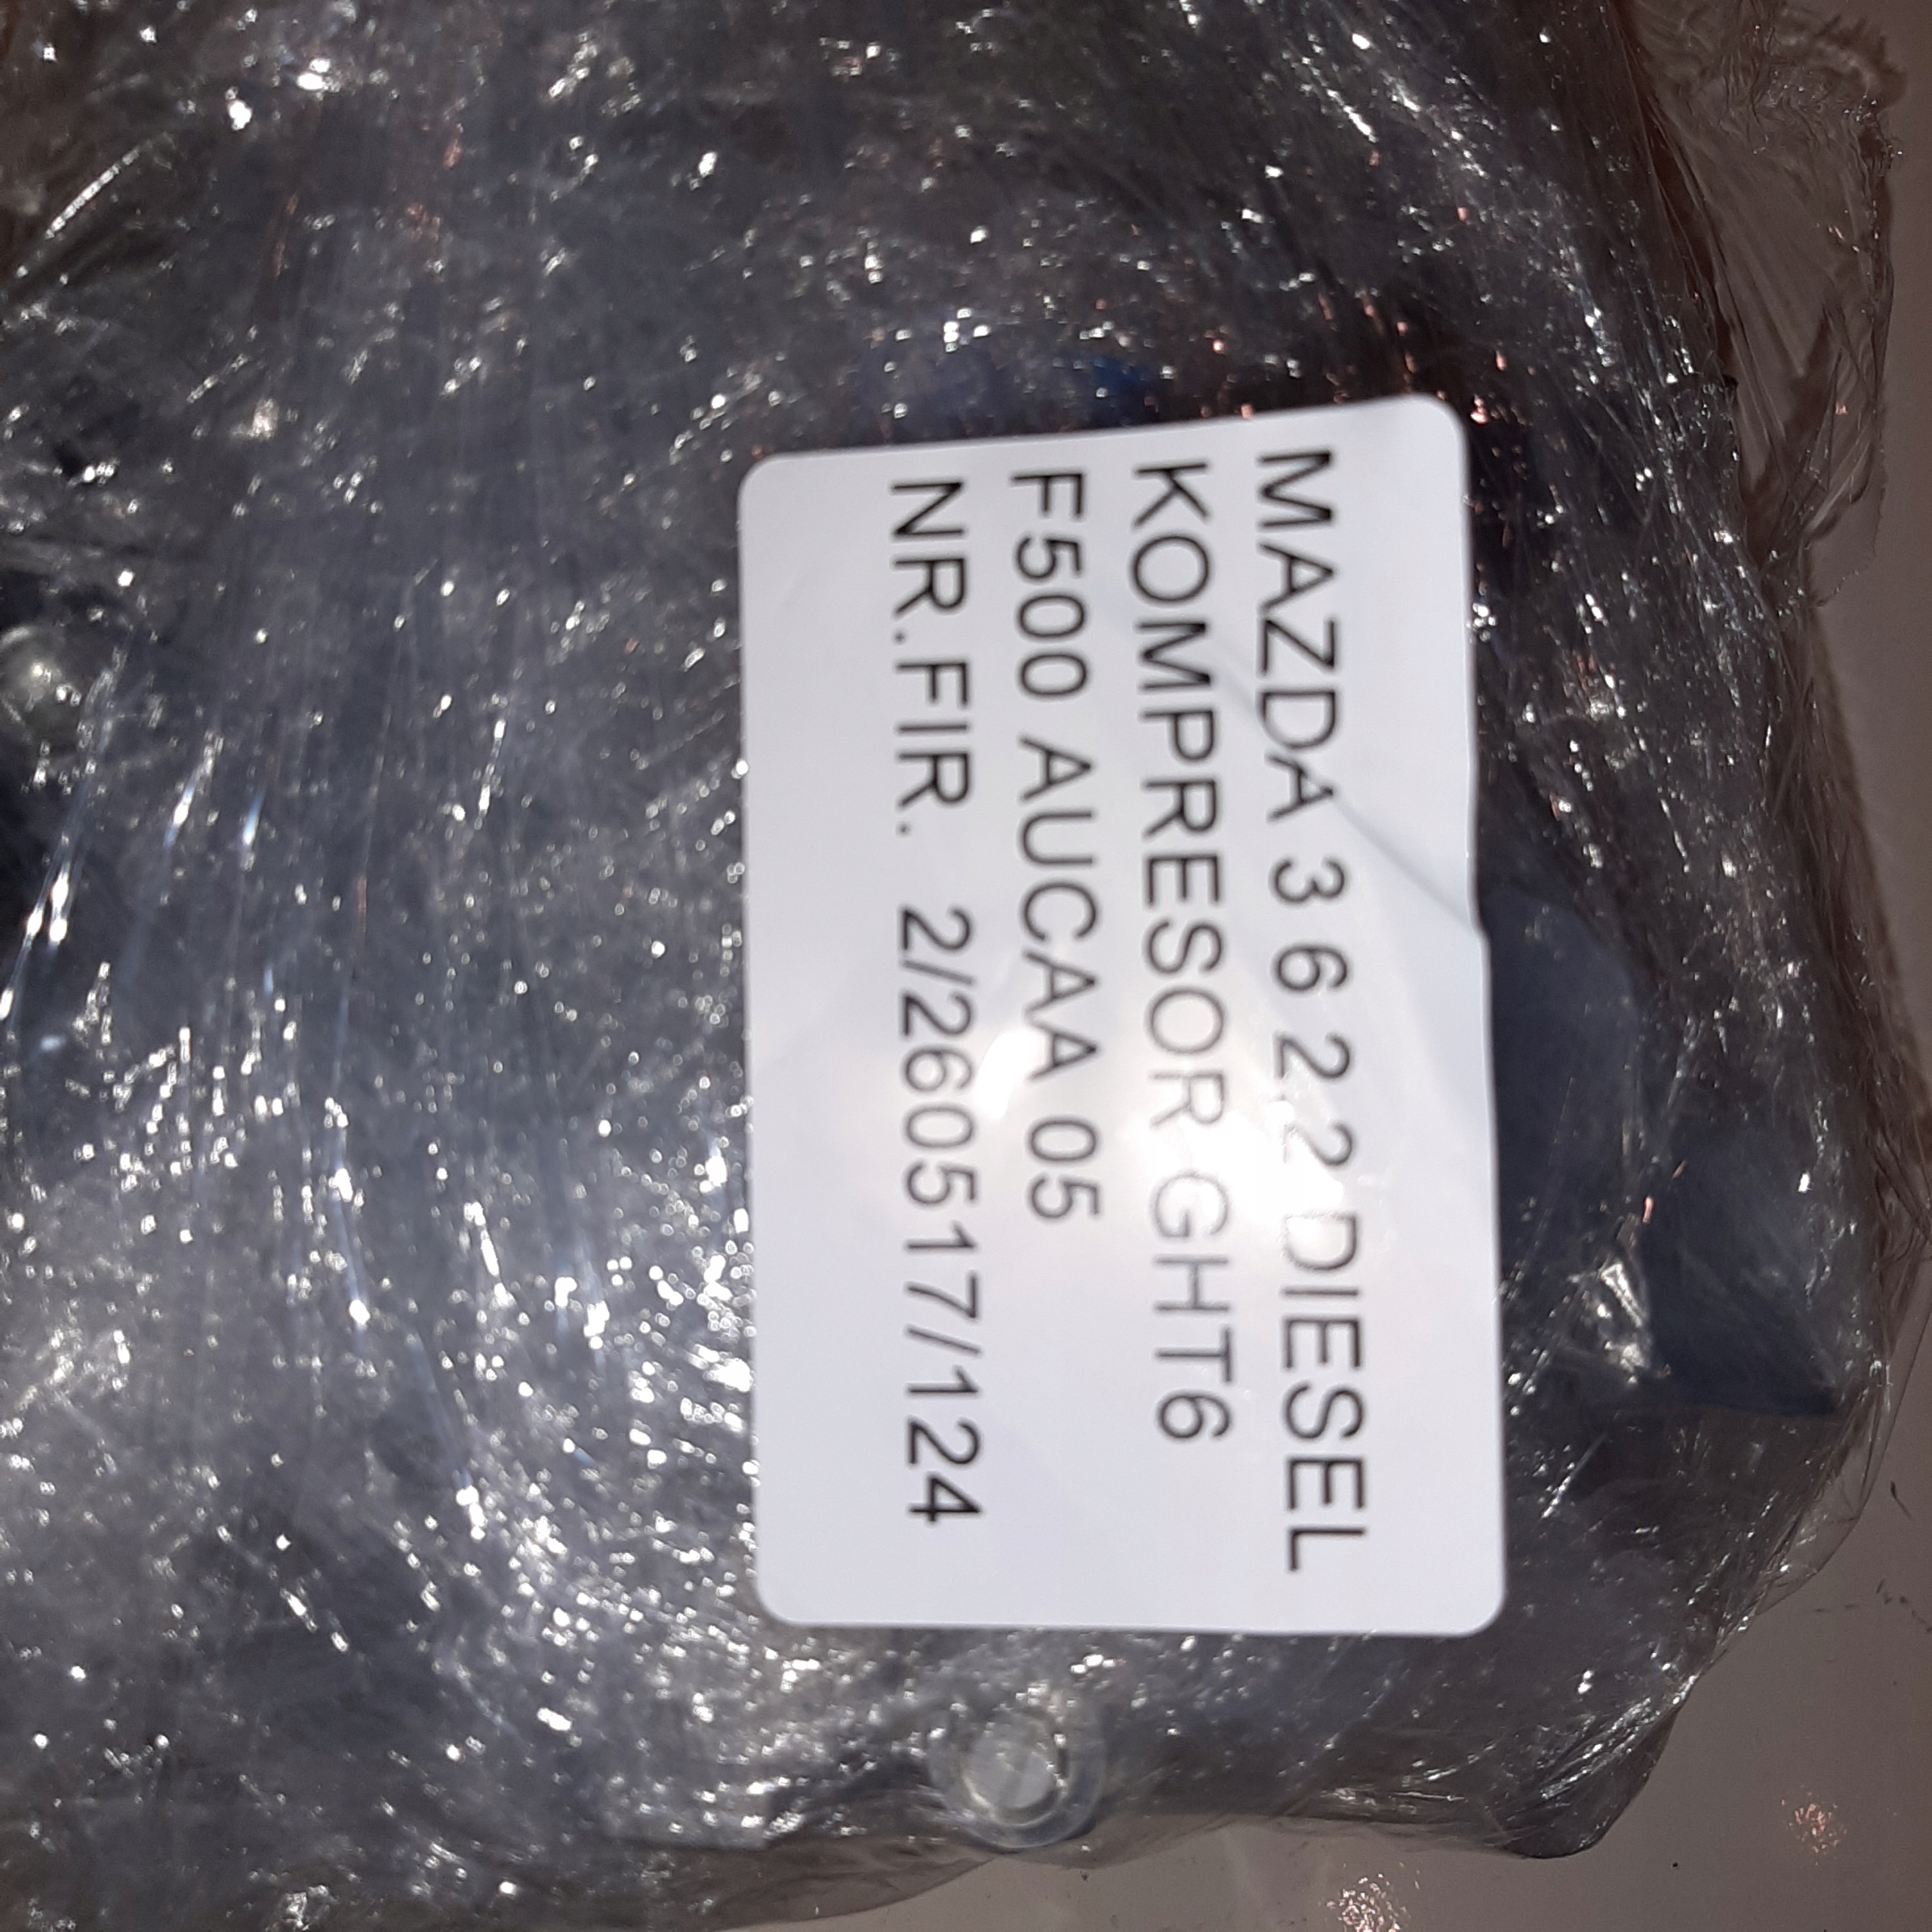 MAZDA 3 6 2,2 DIESEL
KOMPRESOR GHT6
F500 AUCAA 05
NR.FIR. 2/260517/124